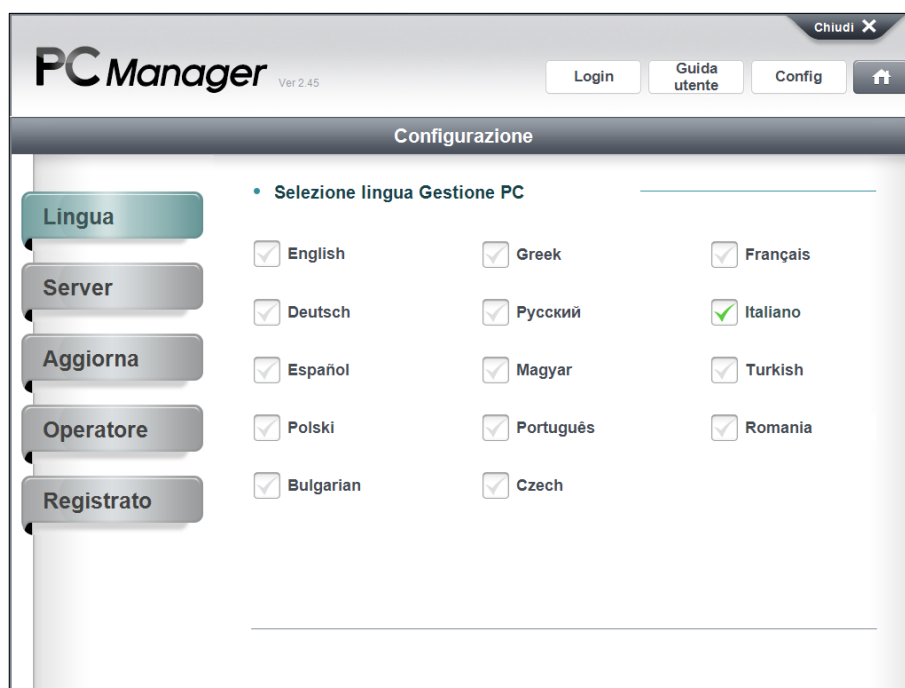 Chiudi
PC Manager Ver 2.45
Login
Guida
utente
Config
Configurazione
Lingua
Server
Aggiorna
Operatore
Registrato
Selezione lingua Gestione PC
English Greek Français
Deutsch Русский Italiano
Español Magyar Turkish
Polski Português Romania
Bulgarian Czech